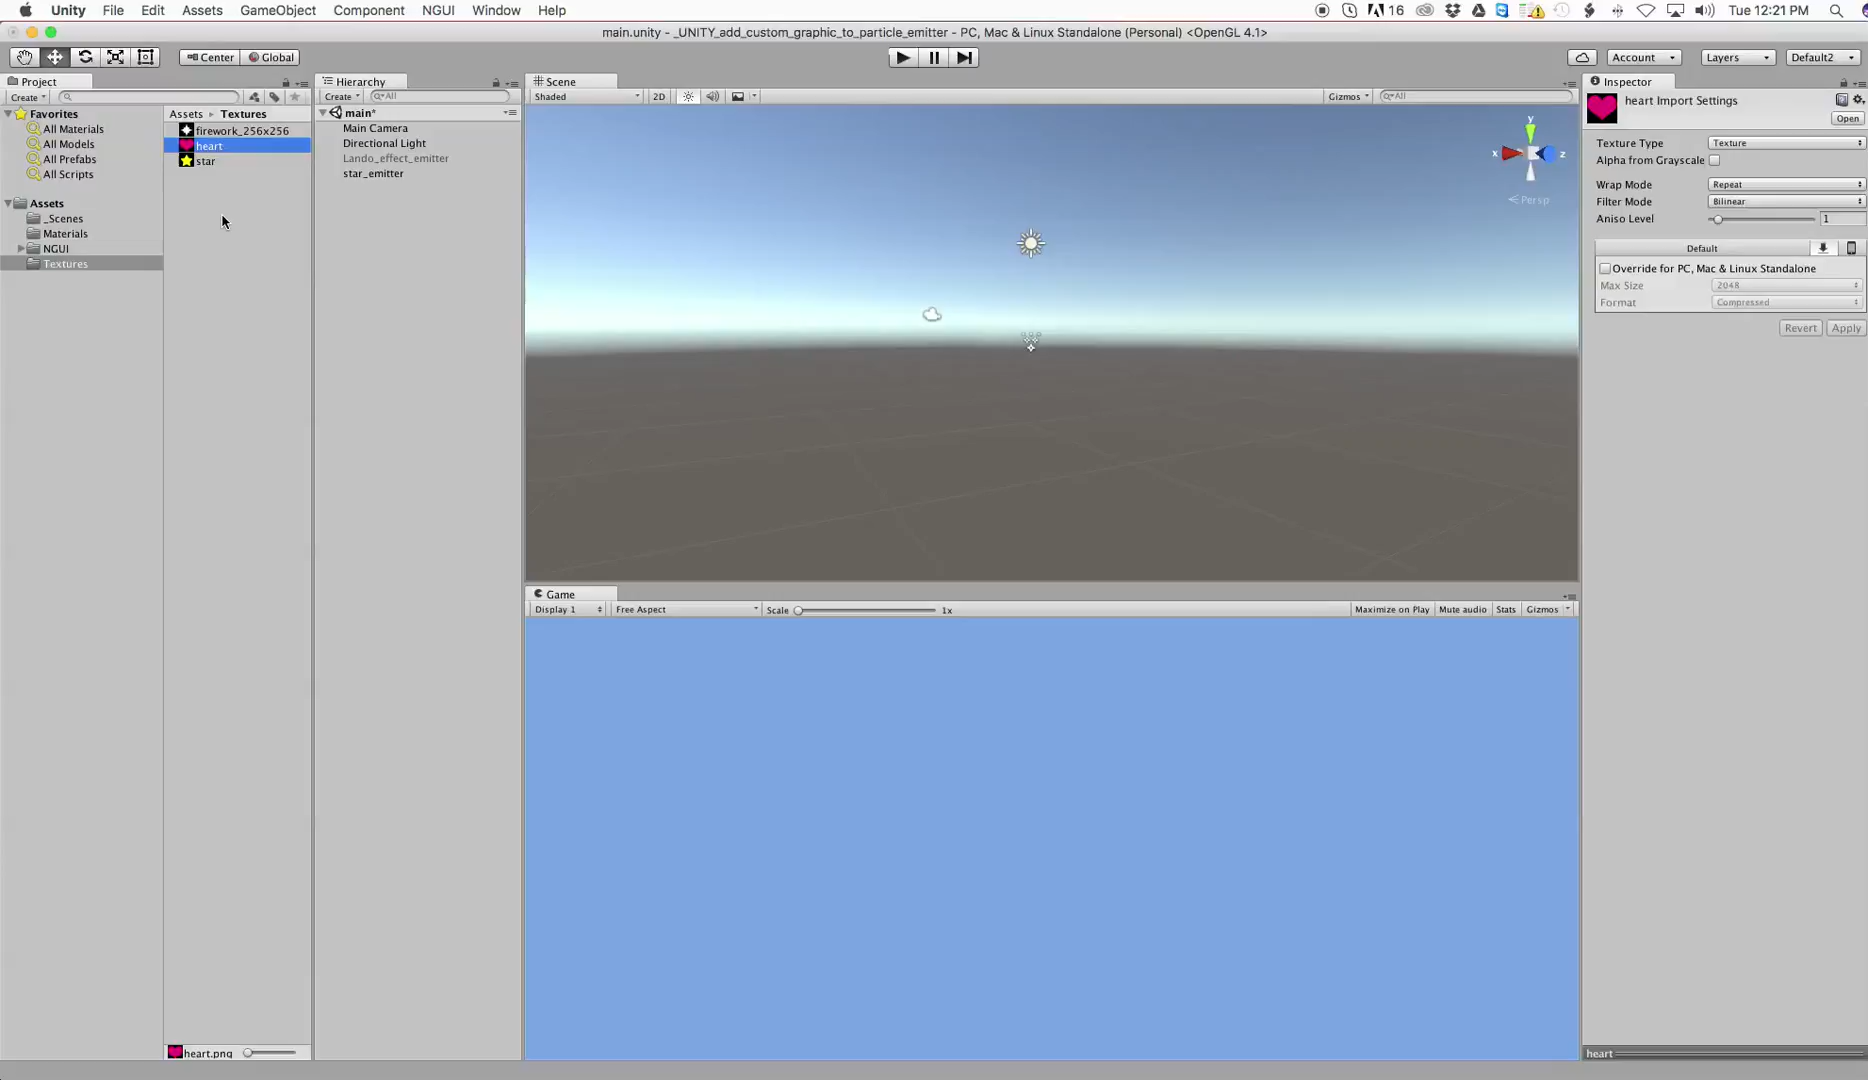 Unity File Edit Assets GameObject Component NGUI Window Help 16 Tue 12:21 PM
main.unity - _UNITY_add_custom_graphic_to_particle_emitter - PC, Mac & Linux Standalone (Personal) <OpenGL 4.1>
Center Global Account Layers Default2
Project
Create
Favorites
All Materials
All Models
All Prefabs
All Scripts
Assets
_Scenes
Materials
NGUI
Textures
Assets Textures
firework_256x256
heart
star
heart.png
Hierarchy
Create All
main*
Main Camera
Directional Light
Lando_effect_emitter
star_emitter
Scene
Shaded 2D Gizmos All
y
x z
Persp
Game
Display 1 Free Aspect Scale 1x Maximize on Play Mute audio Stats Gizmos
Inspector
heart Import Settings
Open
Texture Type Texture
Alpha from Grayscale
Wrap Mode Repeat
Filter Mode Bilinear
Aniso Level 1
Default
Override for PC, Mac & Linux Standalone
Max Size 2048
Format Compressed
Revert Apply
heart